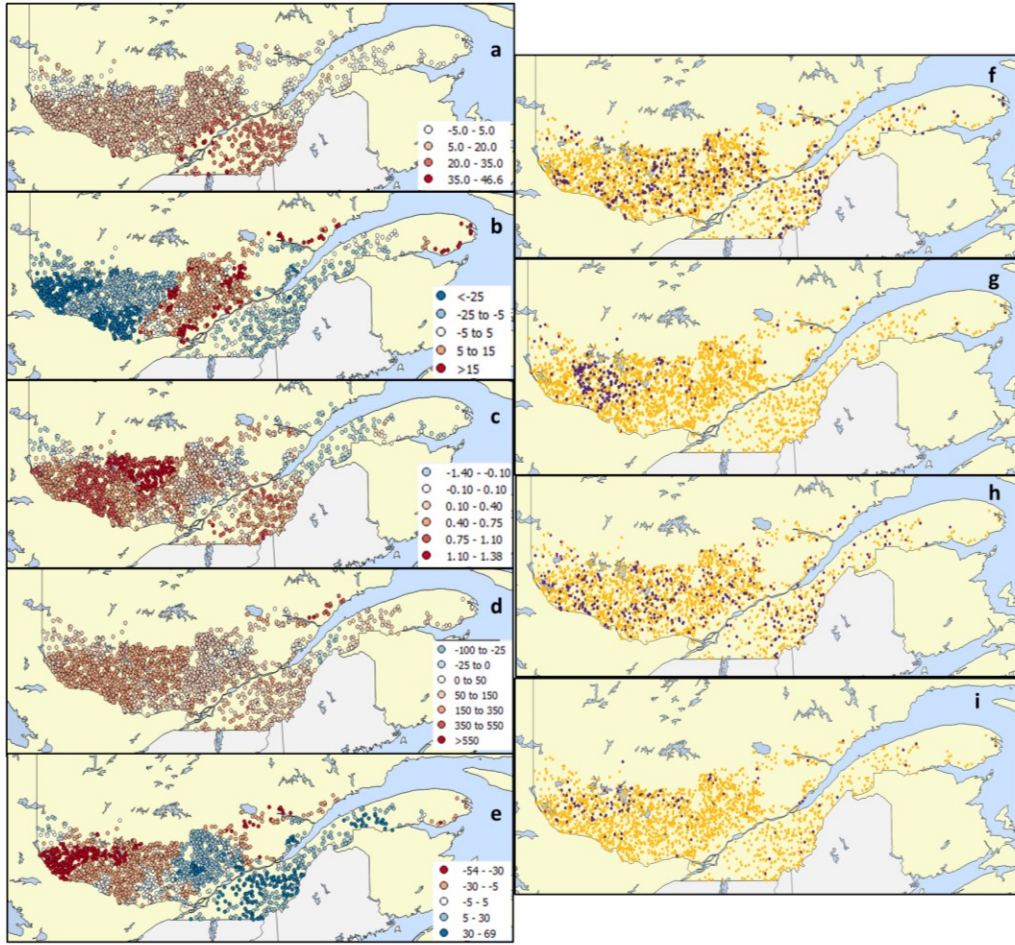 a
-5.0 - 5.0
5.0 - 20.0
20.0 - 35.0
35.0 - 46.6
b
<-25
-25 to -5
-5 to 5
5 to 15
>15
c
-1.40 - -0.10
-0.10 - 0.10
0.10 - 0.40
0.40 - 0.75
0.75 - 1.10
1.10 - 1.38
d
-100 to -25
-25 to 0
0 to 50
50 to 150
150 to 350
350 to 550
>550
e
-54 - -30
-30 - -5
-5 - 5
5 - 30
30 - 69
f
g
h
i